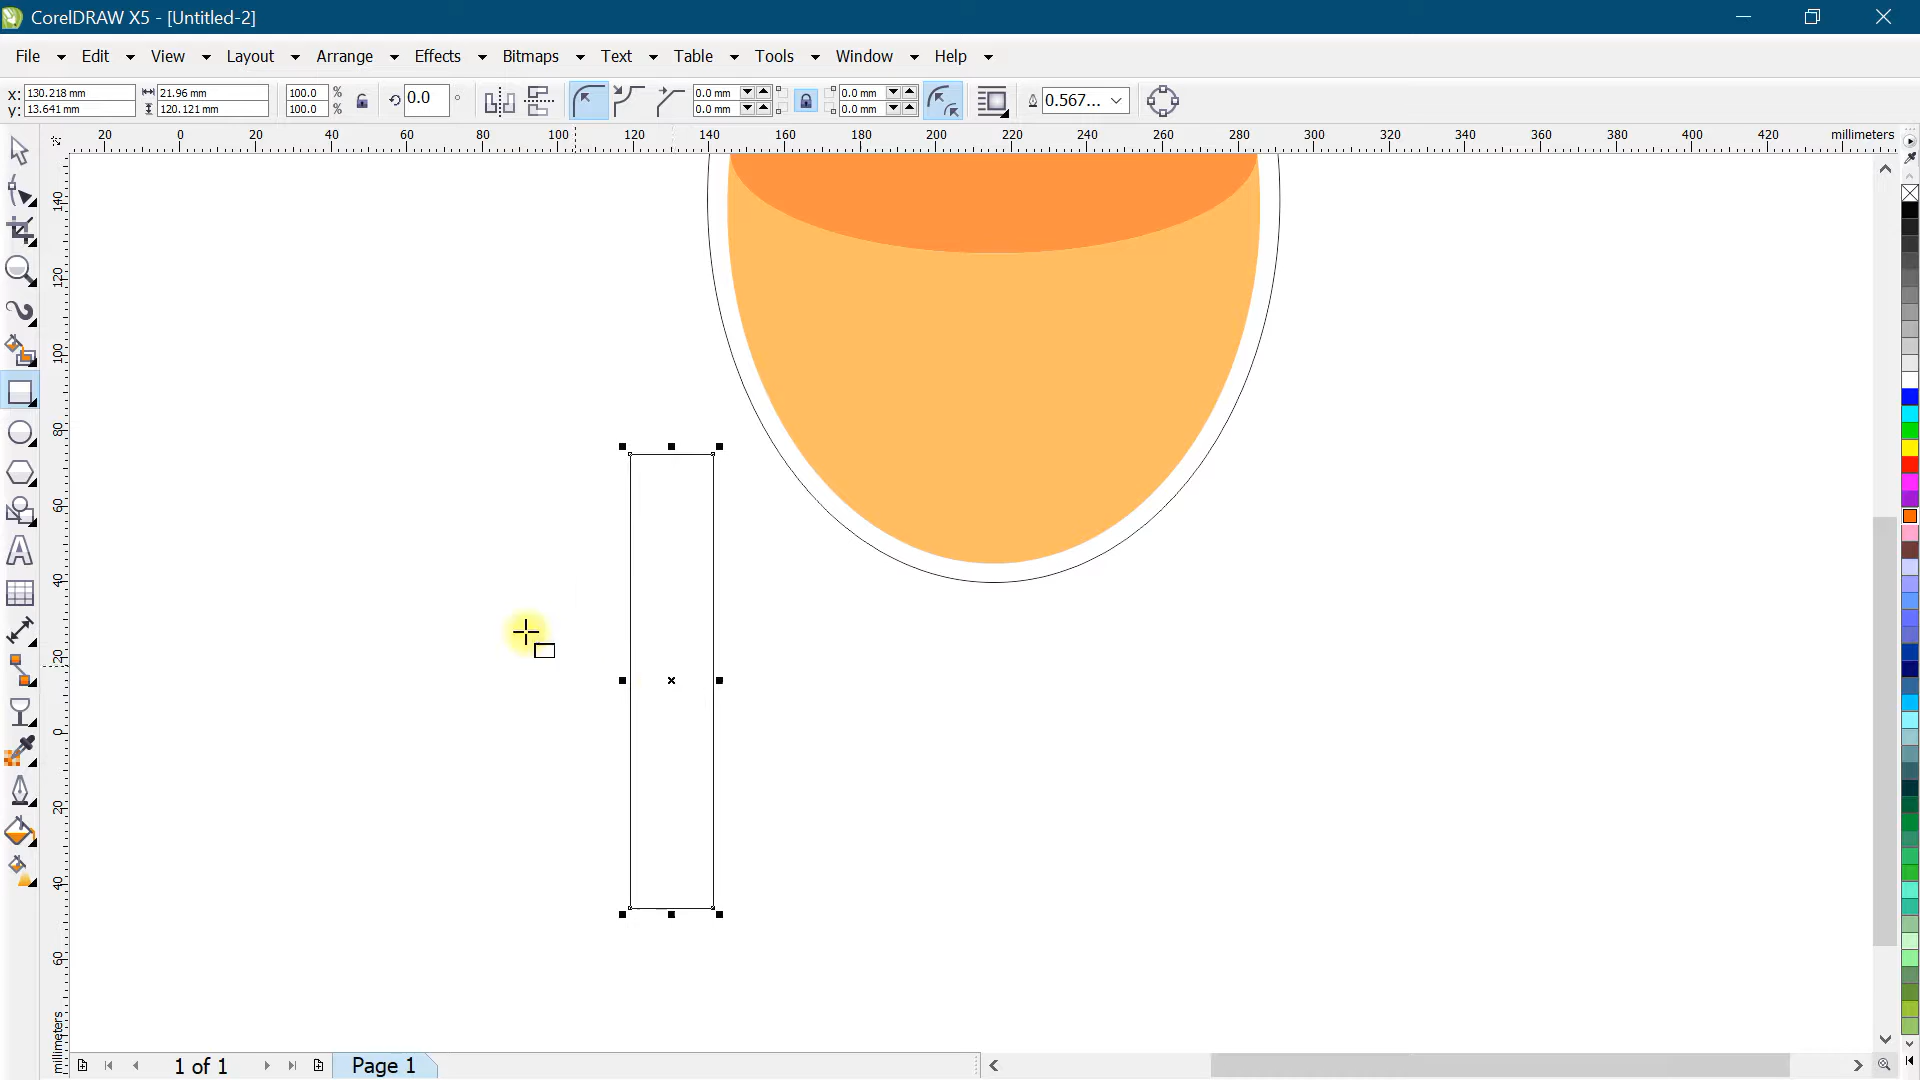 CorelDRAW X5 - [Untitled-2]
File Edit View Layout Arrange Effects Bitmaps Text Table Tools Window Help
x: 130.218 mm 21.96 mm 100.0 % 0.0 ° 0.0 mm 0.0 mm 0.567...
y: 13.641 mm 120.121 mm 100.0 % 0.0 mm 0.0 mm
20 0 20 40 60 80 100 120 140 160 180 200 220 240 260 280 300 320 340 360 380 400 420 millimeters
140
120
100
80
60
40
20
0
20
40
60
millimeters
1 of 1 Page 1